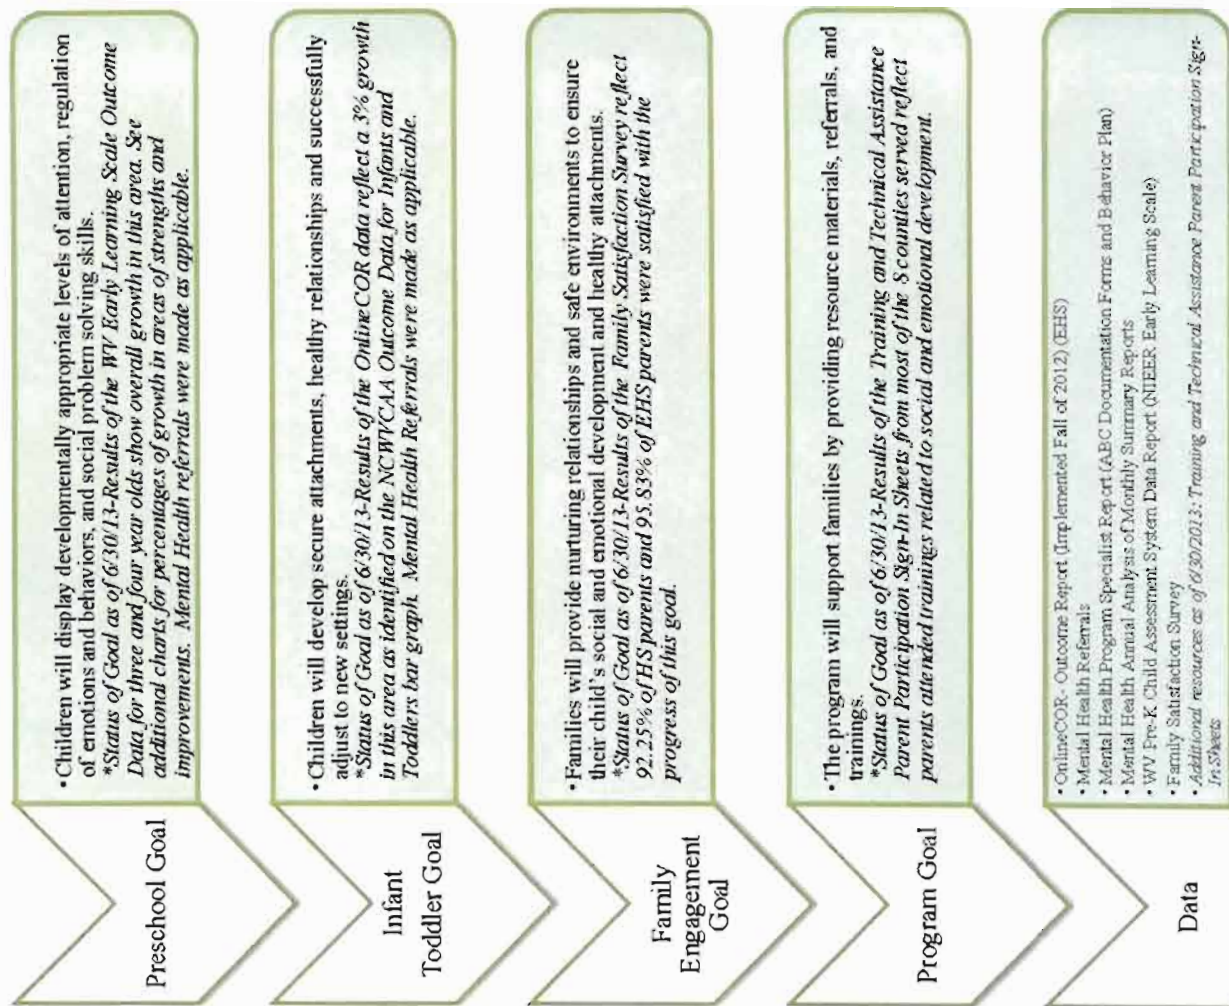 Preschool Goal
• Children will display developmentally appropriate levels of attention, regulation
of emotions and behaviors, and social problem solving skills.
*Status of Goal as of 6/30/13-Results of the WV Early Learning Scale Outcome
Data for three and four year olds show overall growth in this area. See
additional charts for percentages of growth in areas of strengths and
improvements. Mental Health referrals were made as applicable.
Infant
Toddler Goal
• Children will develop secure attachments, healthy relationships and successfully
adjust to new settings.
*Status of Goal as of 6/30/13-Results of the OnlineCOR data reflect a 3% growth
in this area as identified on the NCWVCAA Outcome Data for Infants and
Toddlers bar graph. Mental Health Referrals were made as applicable.
Family
Engagement
Goal
• Families will provide nurturing relationships and safe environments to ensure
their child's social and emotional development and healthy attachments.
*Status of Goal as of 6/30/13-Results of the Family Satisfaction Survey reflect
92.25% of HS parents and 95.83% of EHS parents were satisfied with the
progress of this goal.
Program Goal
• The program will support families by providing resource materials, referrals, and
trainings.
*Status of Goal as of 6/30/13-Results of the Training and Technical Assistance
Parent Participation Sign-In Sheets from most of the 8 counties served reflect
parents attended trainings related to social and emotional development.
Data
• OnlineCOR- Outcome Report (Implemented Fall of 2012) (EHS)
• Mental Health Referrals
• Mental Health Program Specialist Report (ABC Documentation Forms and Behavior Plan)
• Mental Health Annual Analysis of Monthly Summary Reports
• WV Pre-K Child Assessment System Data Report (NIEER Early Learning Scale)
• Family Satisfaction Survey
• Additional resources as of 6/30/2013: Training and Technical Assistance Parent Participation Sign-
In Sheets